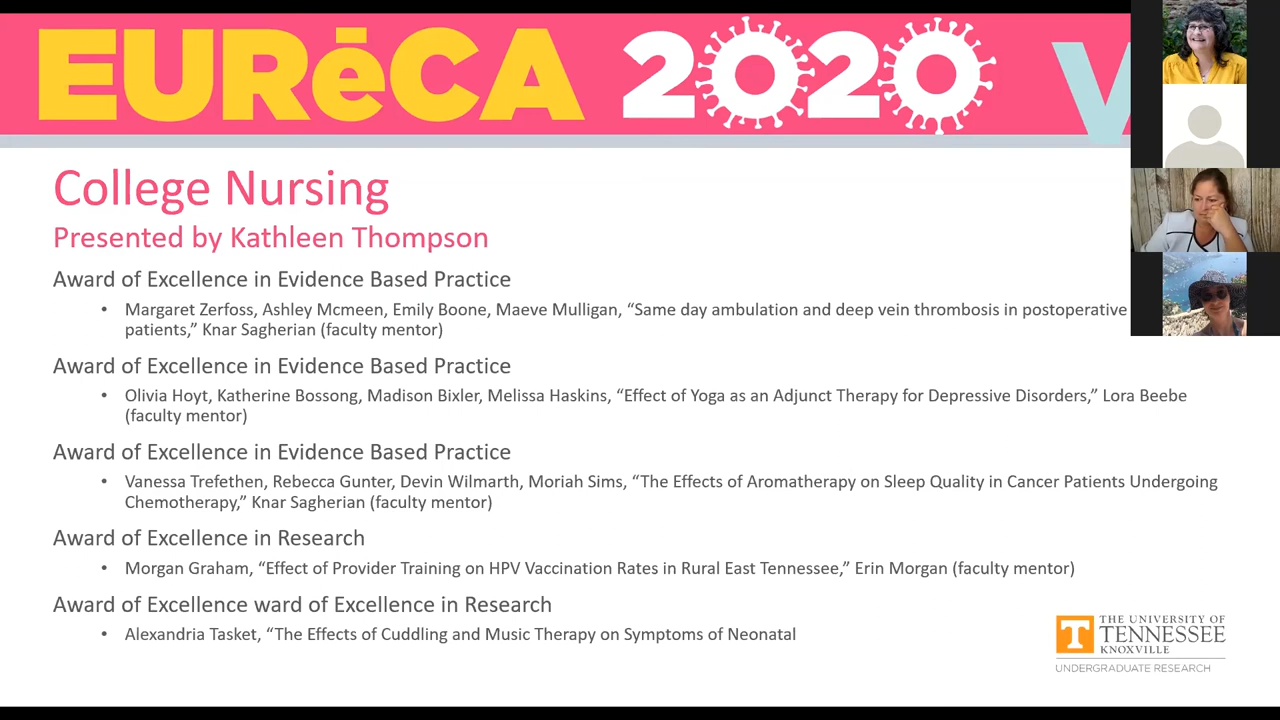 EURēCA 2020 V
College Nursing
Presented by Kathleen Thompson
Award of Excellence in Evidence Based Practice
• Margaret Zerfoss, Ashley Mcmeen, Emily Boone, Maeve Mulligan, “Same day ambulation and deep vein thrombosis in postoperative
patients,” Knar Sagherian (faculty mentor)
Award of Excellence in Evidence Based Practice
• Olivia Hoyt, Katherine Bossong, Madison Bixler, Melissa Haskins, “Effect of Yoga as an Adjunct Therapy for Depressive Disorders,” Lora Beebe
(faculty mentor)
Award of Excellence in Evidence Based Practice
• Vanessa Trefethen, Rebecca Gunter, Devin Wilmarth, Moriah Sims, “The Effects of Aromatherapy on Sleep Quality in Cancer Patients Undergoing
Chemotherapy,” Knar Sagherian (faculty mentor)
Award of Excellence in Research
• Morgan Graham, “Effect of Provider Training on HPV Vaccination Rates in Rural East Tennessee,” Erin Morgan (faculty mentor)
Award of Excellence ward of Excellence in Research
• Alexandria Tasket, “The Effects of Cuddling and Music Therapy on Symptoms of Neonatal
T THE UNIVERSITY OF
TENNESSEE
KNOXVILLE
UNDERGRADUATE RESEARCH